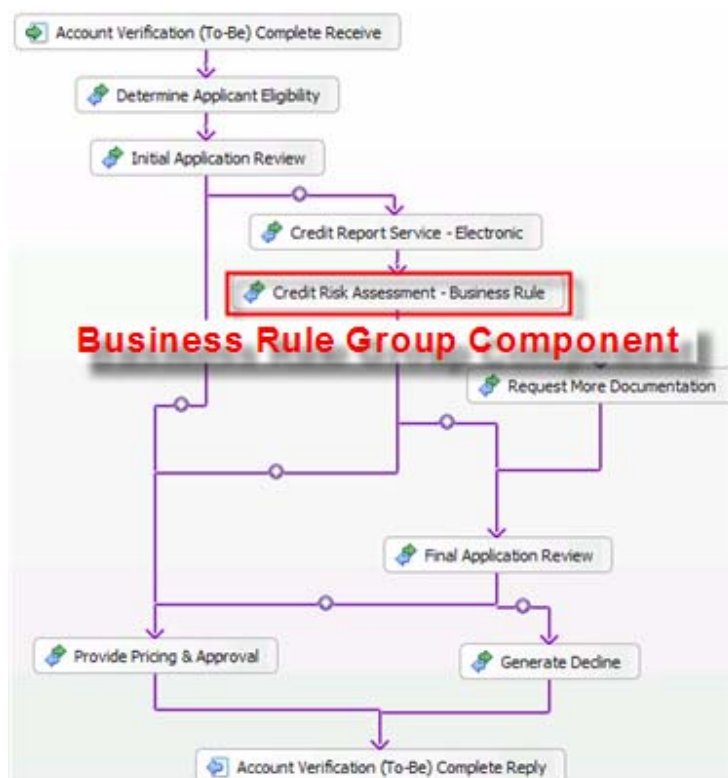 Account Verification (To-Be) Complete Receive
Determine Applicant Eligibility
Initial Application Review
Credit Report Service - Electronic
Credit Risk Assessment - Business Rule
Business Rule Group Component
Request More Documentation
Final Application Review
Provide Pricing & Approval
Generate Decline
Account Verification (To-Be) Complete Reply